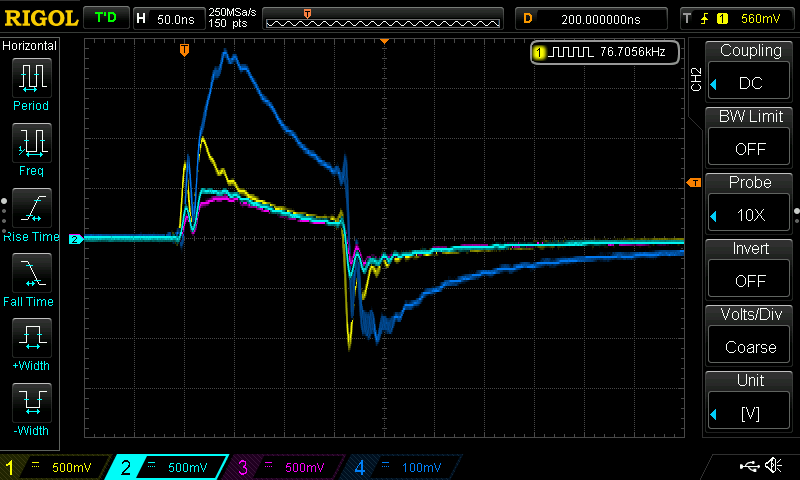 RIGOL T'D H 50.0ns 250MSa/s 150 pts D 200.000000ns T 1 560mV
Horizontal
Period
Freq
Rise Time
Fall Time
+Width
-Width
T
1 76.7056kHz
2
T
CH2
Coupling
DC
BW Limit
OFF
Probe
10X
Invert
OFF
Volts/Div
Coarse
Unit
[V]
1 500mV 2 500mV 3 500mV 4 100mV